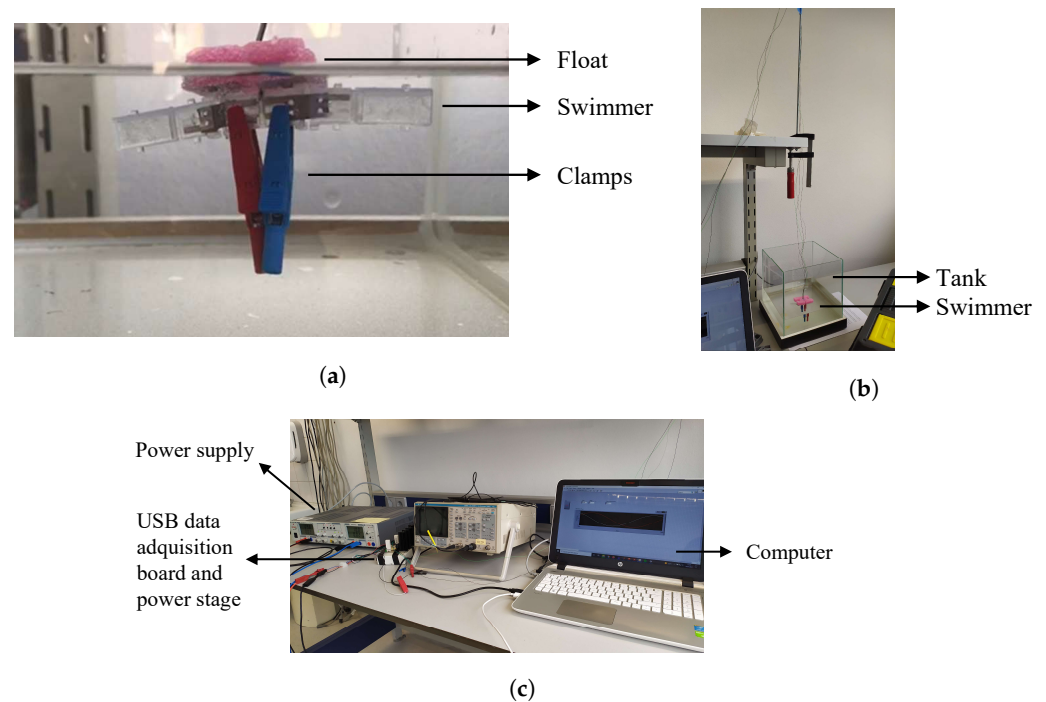 Float
Swimmer
Clamps
(a)
Tank
Swimmer
(b)
Power supply
USB data
adquisition
board and
power stage
Computer
(c)